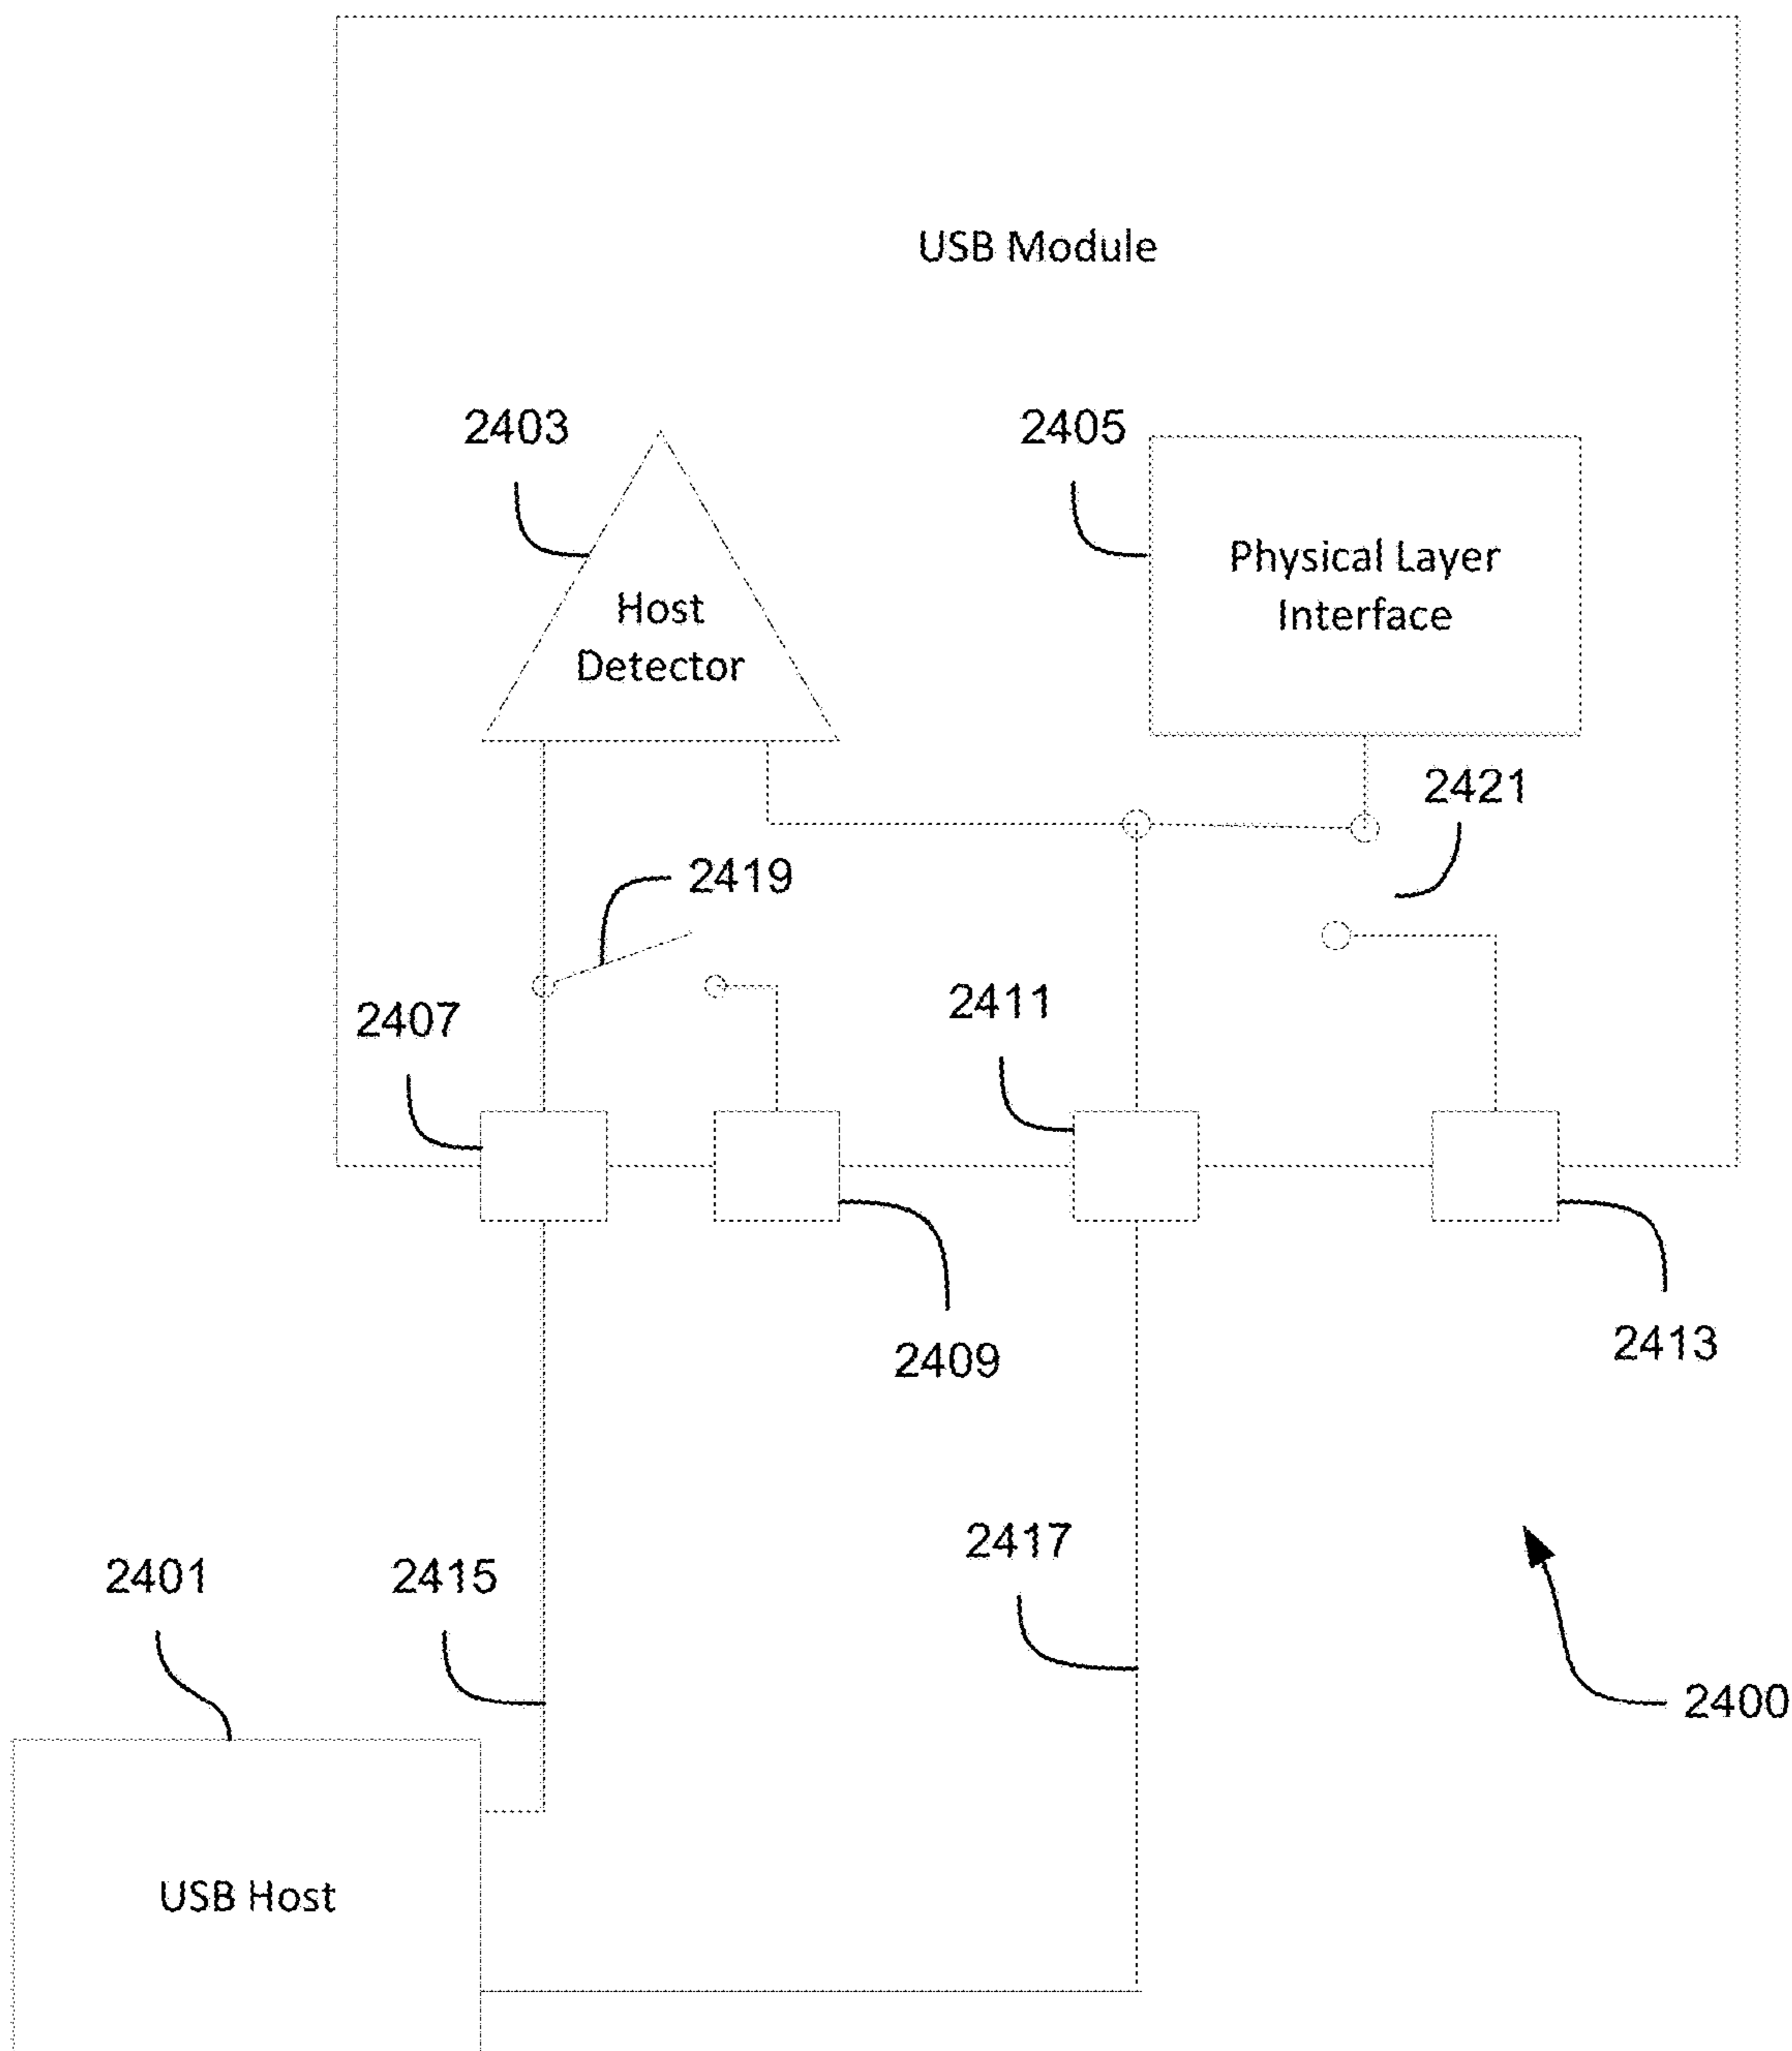 USB Module
2403
2405
Physical Layer
Interface
Host
Detector
2421
2419
2407
2411
2409
2413
2417
2401
2415
2400
USB Host